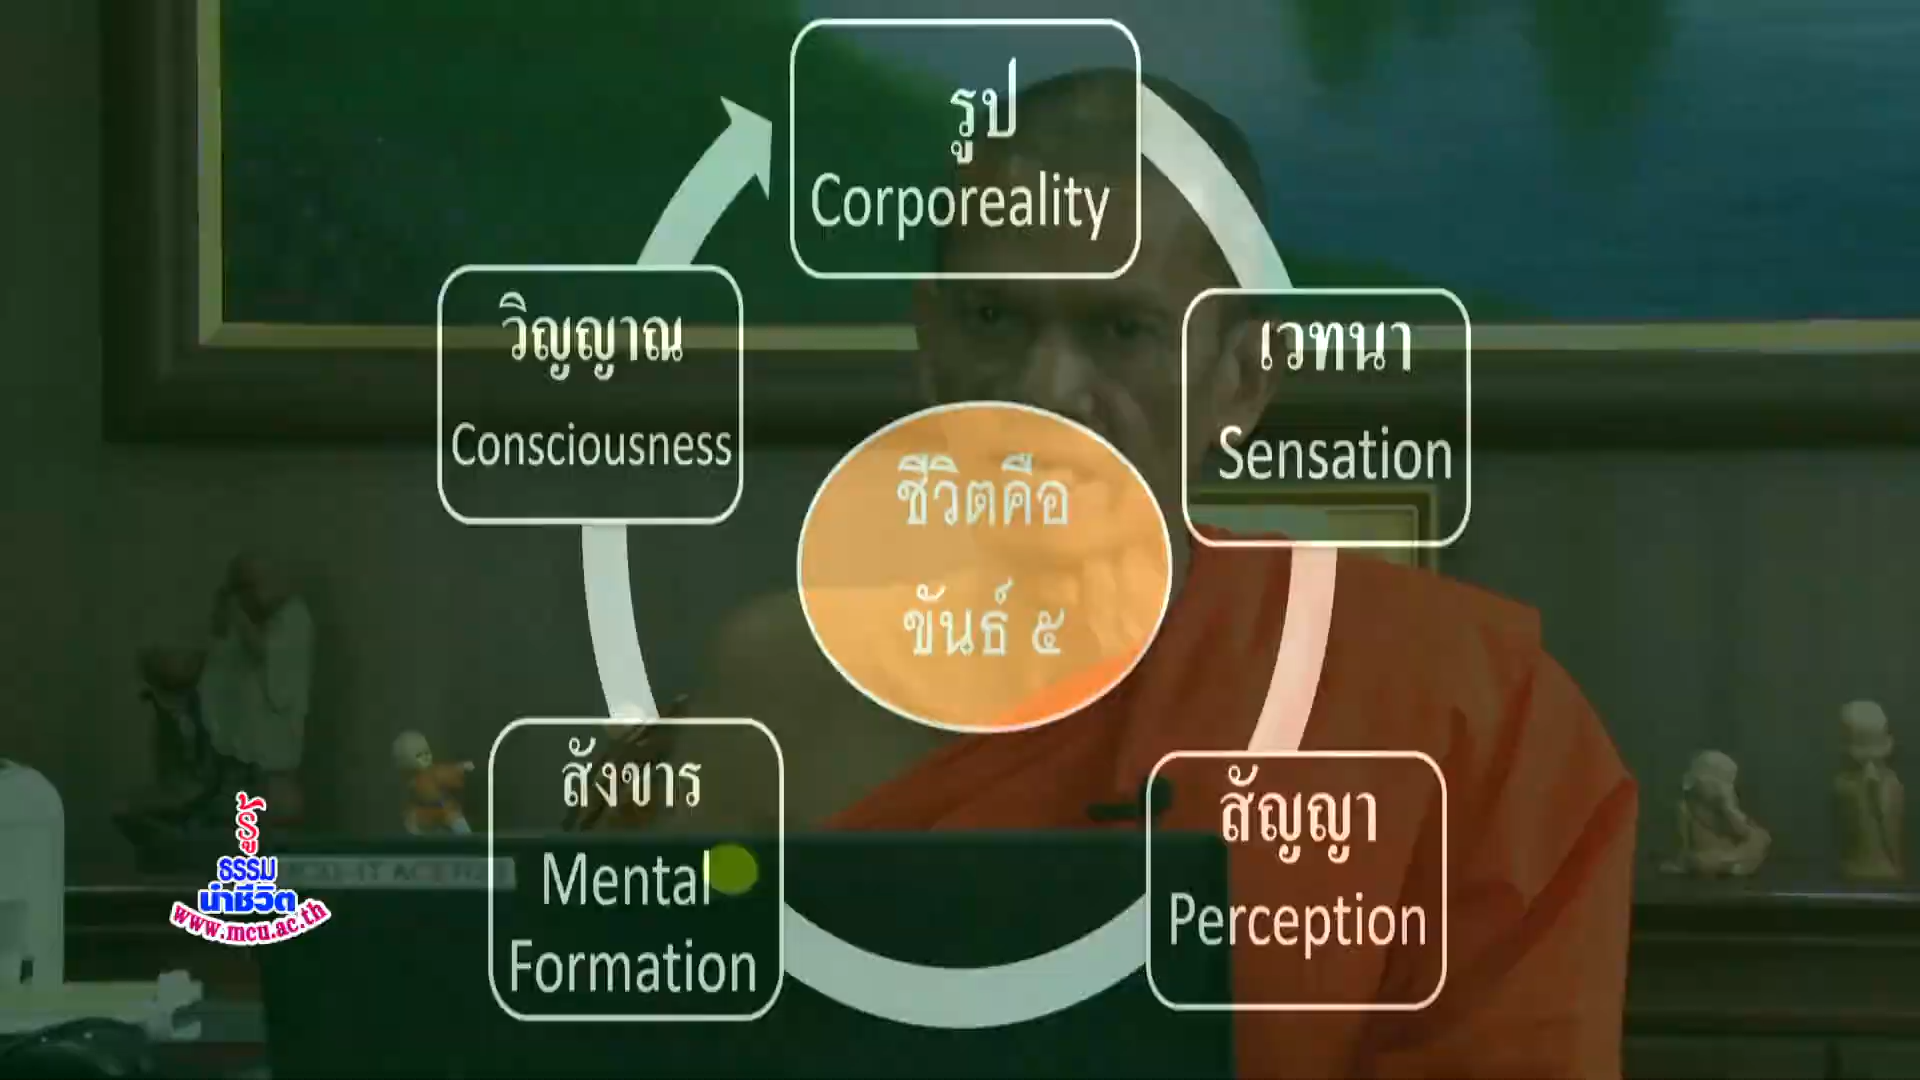 รูป
Corporeality
เวทนา
Sensation
สัญญา
Perception
สังขาร
Mental
Formation
วิญญาณ
Consciousness
ชีวิตคือ
ขันธ์ ๕
รู้
ธรรม
นำชีวิต
www.mcu.ac.th